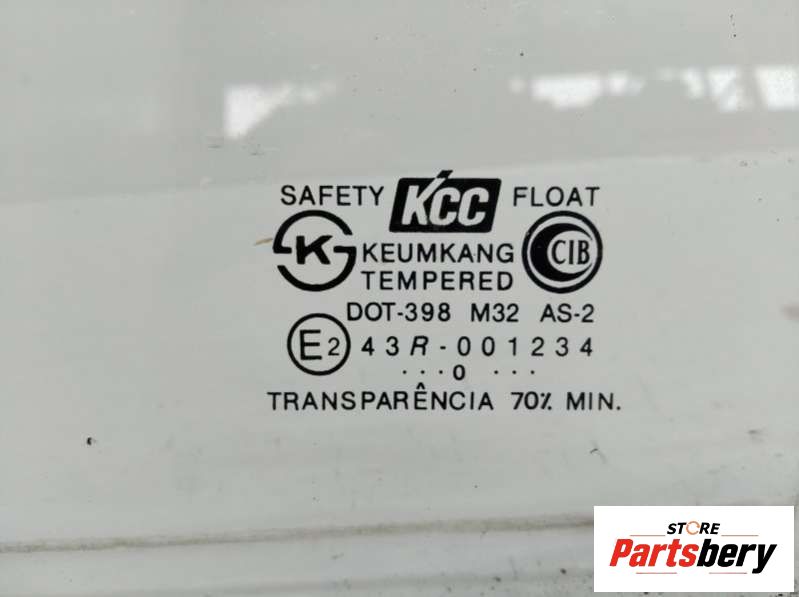 SAFETY KCC FLOAT
K KEUMKANG CIB
TEMPERED
DOT-398 M32 AS-2
E2 43R-001234
...0 ...
TRANSPARÊNCIA 70% MIN.
STORE
Partsbery